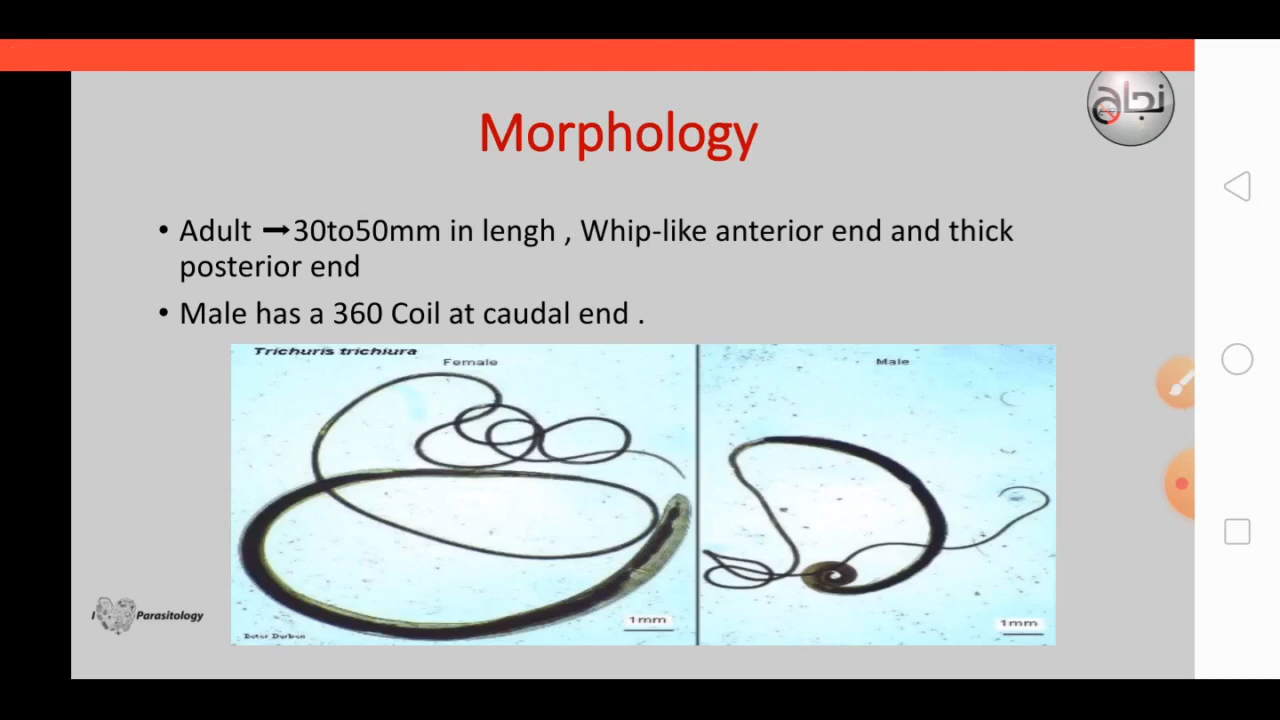 نجاح
Morphology
• Adult ➞30to50mm in lengh , Whip-like anterior end and thick
posterior end
• Male has a 360 Coil at caudal end .
Trichuris trichiura
Female
Male
1mm
1mm
I Parasitology